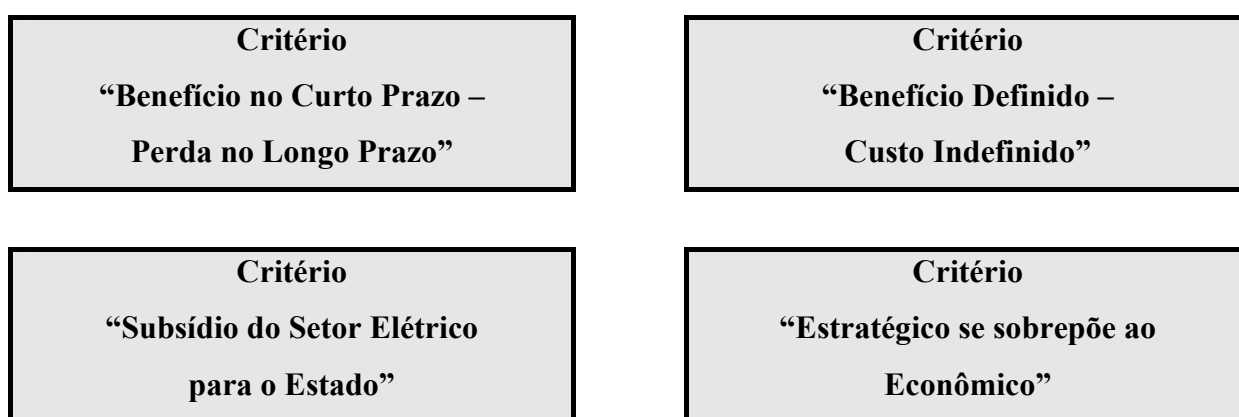 Critério
“Benefício no Curto Prazo –
Perda no Longo Prazo”
Critério
“Benefício Definido –
Custo Indefinido”
Critério
“Subsídio do Setor Elétrico
para o Estado”
Critério
“Estratégico se sobrepõe ao
Econômico”